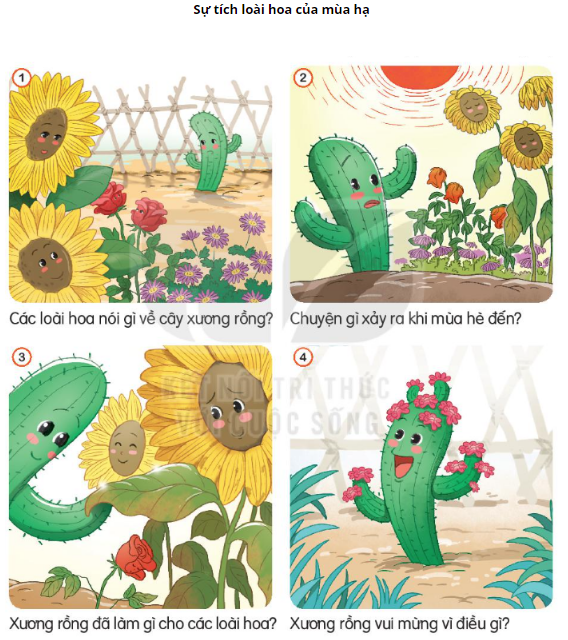 Sự tích loài hoa của mùa hạ
1
2
Các loài hoa nói gì về cây xương rồng?
Chuyện gì xảy ra khi mùa hè đến?
3
4
KẾT NỐI TRI THỨC
VỚI CUỘC SỐNG
Xương rồng đã làm gì cho các loài hoa?
Xương rồng vui mừng vì điều gì?